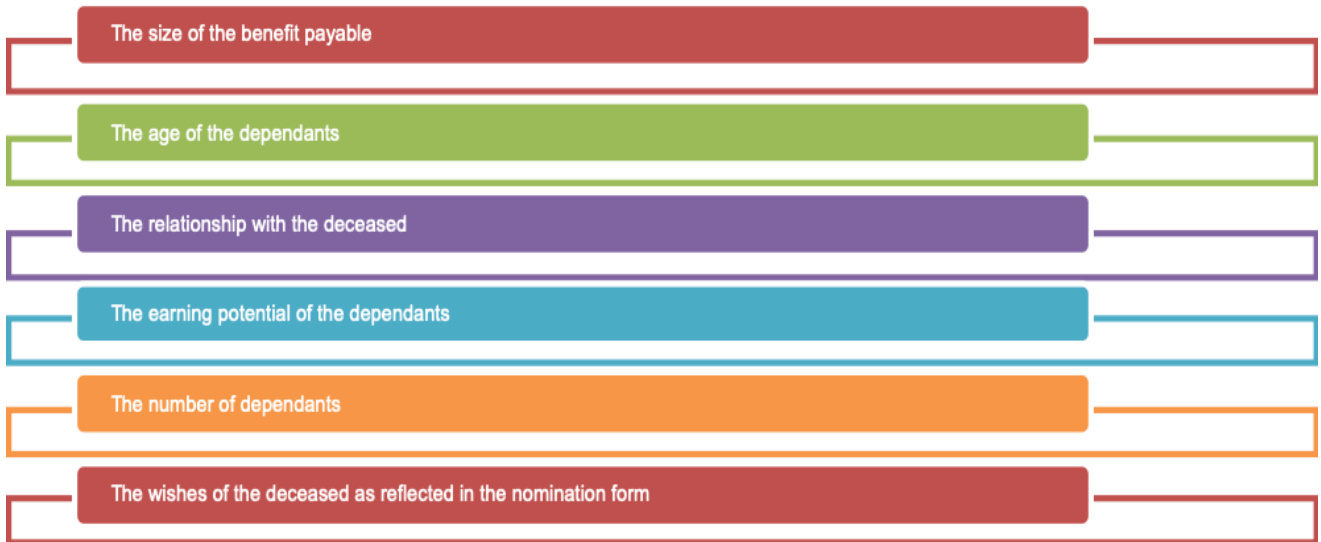 The size of the benefit payable
The age of the dependants
The relationship with the deceased
The earning potential of the dependants
The number of dependants
The wishes of the deceased as reflected in the nomination form